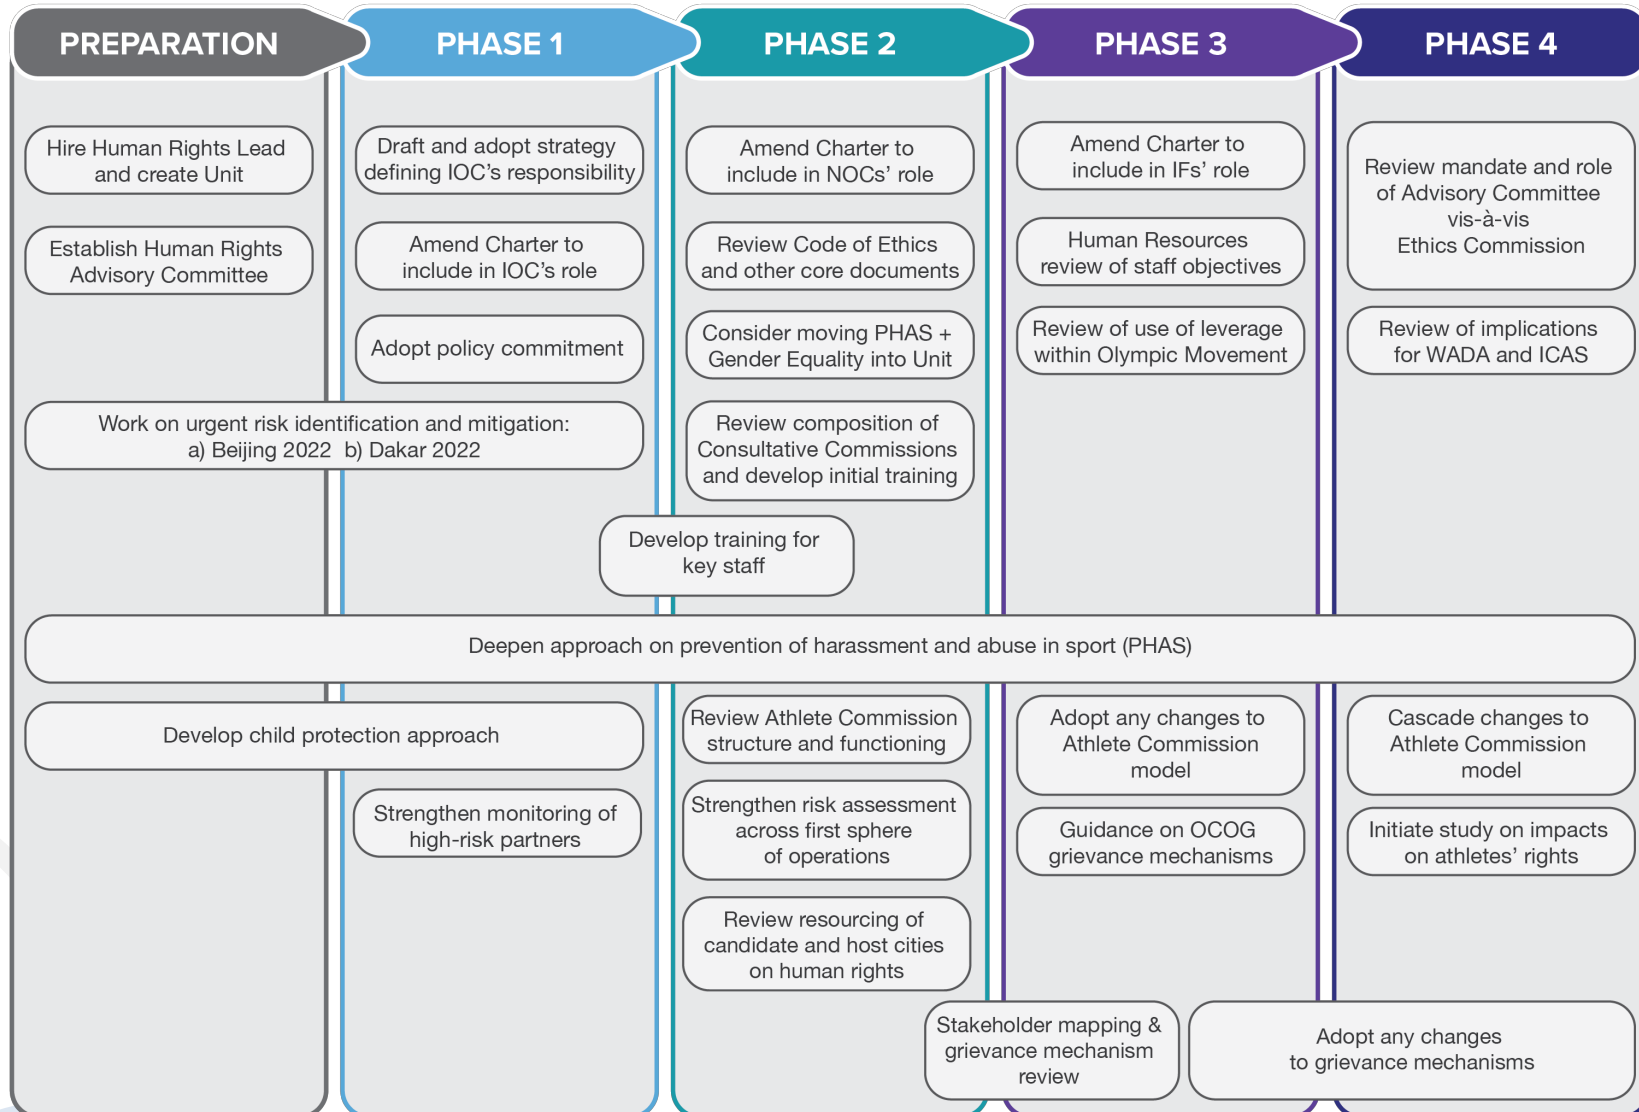 PREPARATION
PHASE 1
PHASE 2
PHASE 3
PHASE 4
Hire Human Rights Lead
and create Unit
Establish Human Rights
Advisory Committee
Draft and adopt strategy
defining IOC's responsibility
Amend Charter to
include in IOC's role
Adopt policy commitment
Work on urgent risk identification and mitigation:
a) Beijing 2022  b) Dakar 2022
Amend Charter to
include in NOCs' role
Review Code of Ethics
and other core documents
Consider moving PHAS +
Gender Equality into Unit
Review composition of
Consultative Commissions
and develop initial training
Develop training for
key staff
Amend Charter to
include in IFs' role
Human Resources
review of staff objectives
Review of use of leverage
within Olympic Movement
Review mandate and role
of Advisory Committee
vis-à-vis
Ethics Commission
Review of implications
for WADA and ICAS
Deepen approach on prevention of harassment and abuse in sport (PHAS)
Develop child protection approach
Strengthen monitoring of
high-risk partners
Review Athlete Commission
structure and functioning
Strengthen risk assessment
across first sphere
of operations
Review resourcing of
candidate and host cities
on human rights
Adopt any changes to
Athlete Commission
model
Guidance on OCOG
grievance mechanisms
Cascade changes to
Athlete Commission
model
Initiate study on impacts
on athletes' rights
Stakeholder mapping &
grievance mechanism
review
Adopt any changes
to grievance mechanisms